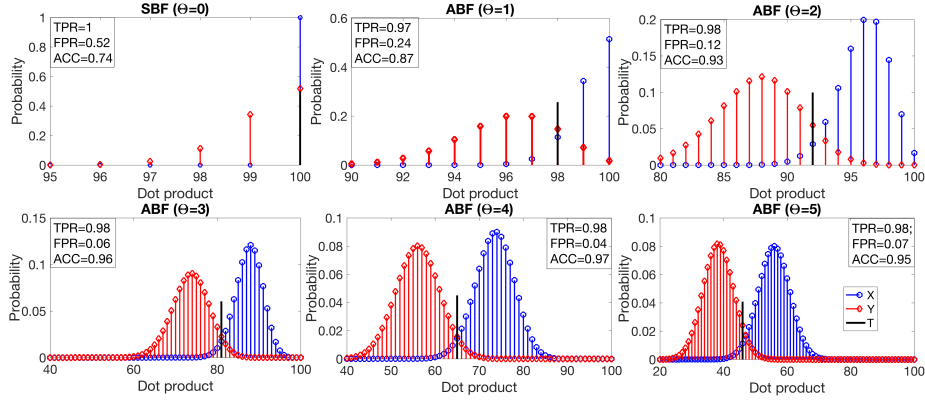 SBF (Θ=0)
TPR=1
FPR=0.52
ACC=0.74
Probability
1
0.8
0.6
0.4
0.2
0
95 96 97 98 99 100
Dot product
ABF (Θ=1)
TPR=0.97
FPR=0.24
ACC=0.87
Probability
0.6
0.4
0.2
0
90 92 94 96 98 100
Dot product
ABF (Θ=2)
TPR=0.98
FPR=0.12
ACC=0.93
Probability
0.2
0.15
0.1
0.05
0
80 85 90 95 100
Dot product
ABF (Θ=3)
TPR=0.98
FPR=0.06
ACC=0.96
Probability
0.15
0.1
0.05
0
40 60 80 100
Dot product
ABF (Θ=4)
TPR=0.98
FPR=0.04
ACC=0.97
Probability
0.1
0.08
0.06
0.04
0.02
0
40 50 60 70 80 90 100
Dot product
ABF (Θ=5)
TPR=0.98;
FPR=0.07
ACC=0.95
X
Y
T
Probability
0.1
0.08
0.06
0.04
0.02
0
20 40 60 80 100
Dot product